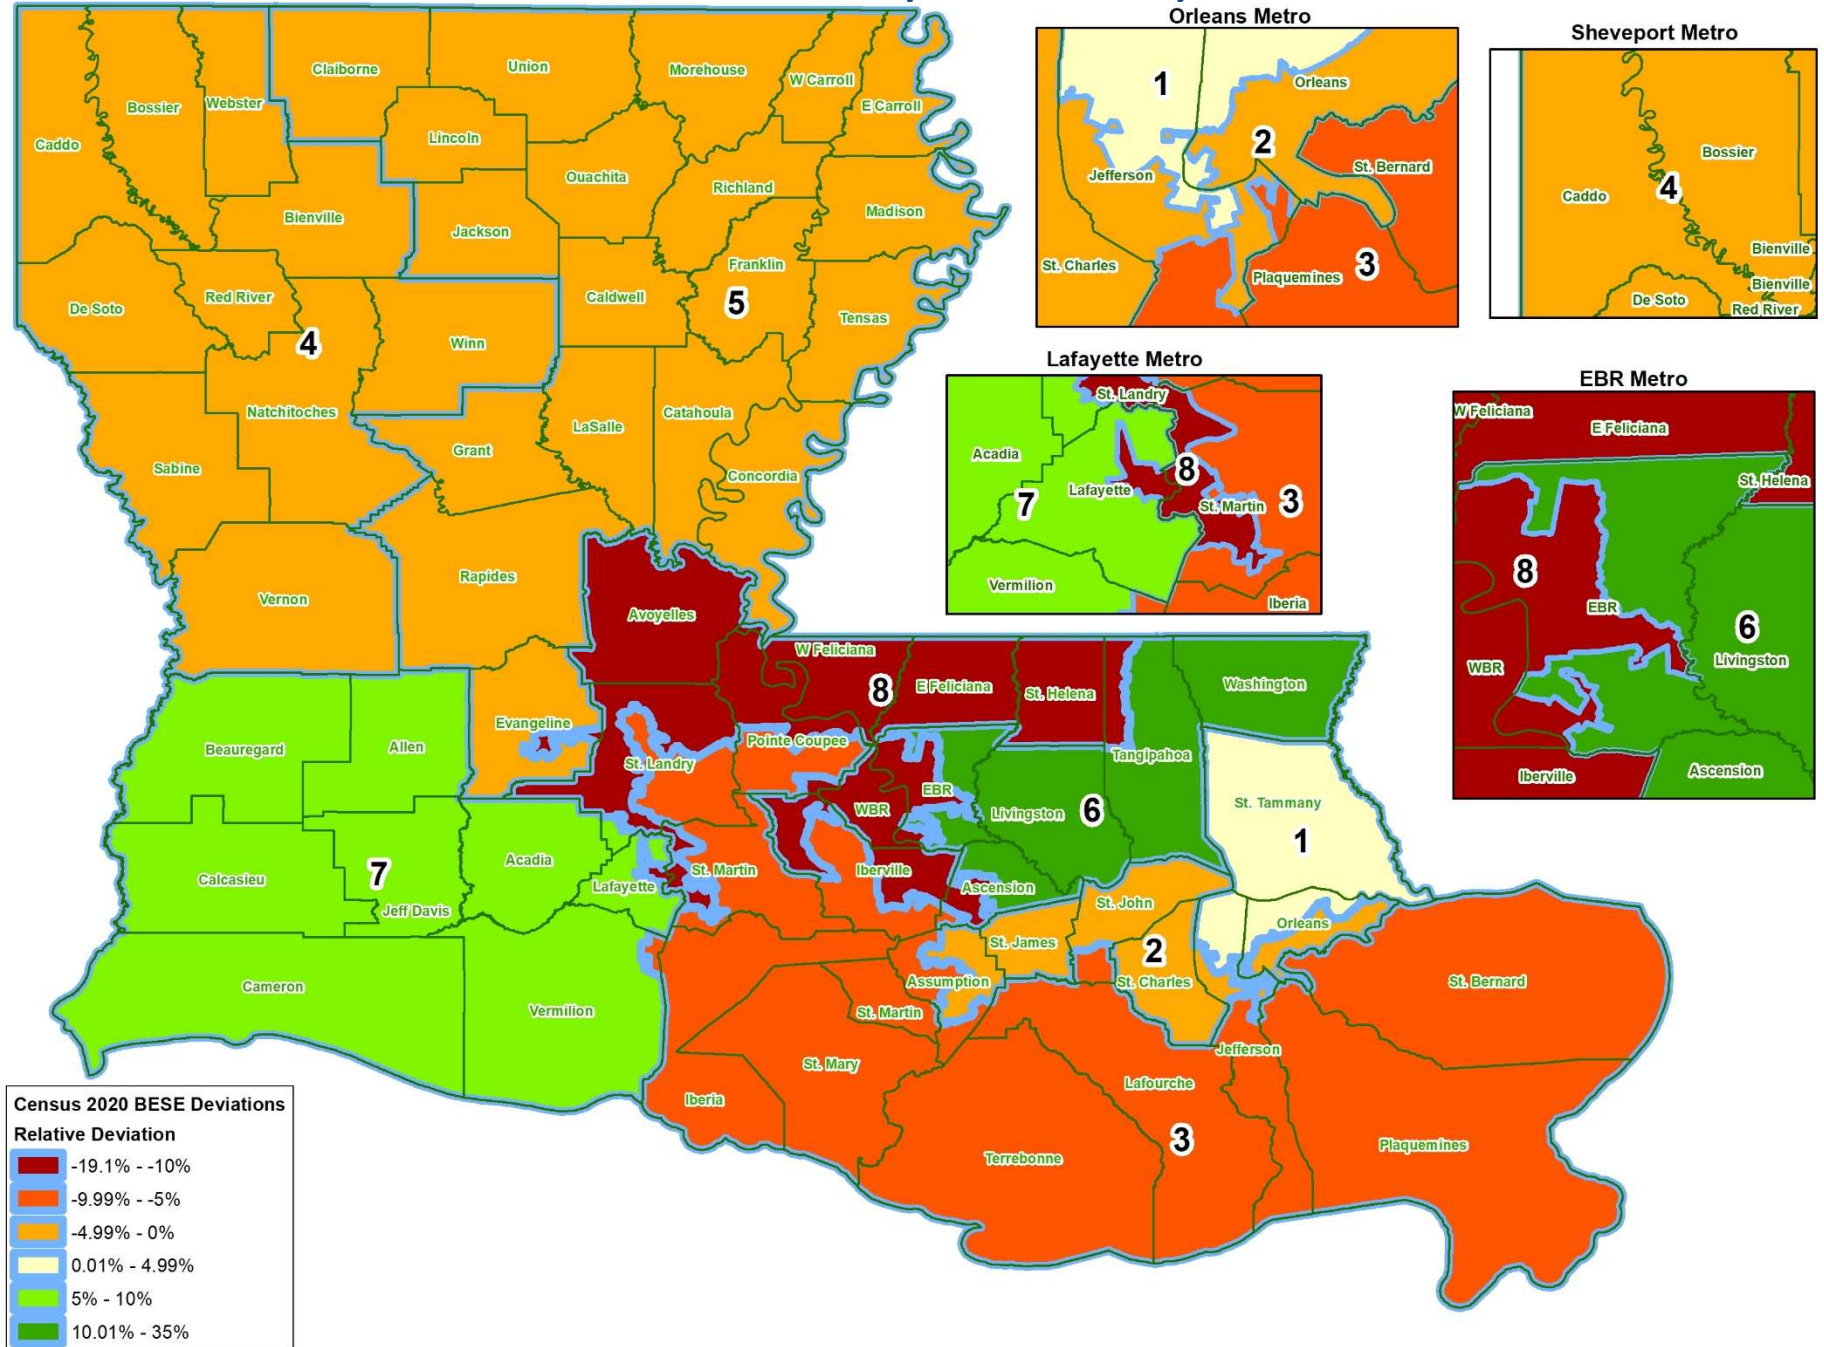 Orleans Metro
1
Orleans
2
St. Bernard
Jefferson
St. Charles
Plaquemines
3
Sheveport Metro
Bossier
4
Caddo
Bienville
Bienville
De Soto
Red River
Lafayette Metro
St. Landry
Acadia
8
Lafayette
7
St. Martin
3
Vermilion
Iberia
EBR Metro
W Feliciana
E Feliciana
St. Helena
8
EBR
6
Livingston
WBR
Iberville
Ascension
Claiborne
Union
Morehouse
W Carroll
E Carroll
Bossier
Webster
Caddo
Lincoln
Ouachita
Richland
Madison
Bienville
Jackson
Franklin
De Soto
Red River
Caldwell
5
Tensas
4
Winn
Natchitoches
LaSalle
Catahoula
Grant
Sabine
Concordia
Rapides
Vernon
Avoyelles
W Feliciana
8
E Feliciana
St. Helena
Washington
Evangeline
Pointe Coupee
Beauregard
Allen
St. Landry
Tangipahoa
EBR
WBR
Livingston
6
St. Tammany
1
Calcasieu
7
Acadia
Lafayette
St. Martin
Iberville
Ascension
Jeff Davis
St. John
Orleans
St. James
2
Assumption
St. Charles
St. Bernard
Cameron
Vermilion
St. Martin
Jefferson
St. Mary
Lafourche
Iberia
3
Plaquemines
Terrebonne
Census 2020 BESE Deviations
Relative Deviation
-19.1% - -10%
-9.99% - -5%
-4.99% - 0%
0.01% - 4.99%
5% - 10%
10.01% - 35%